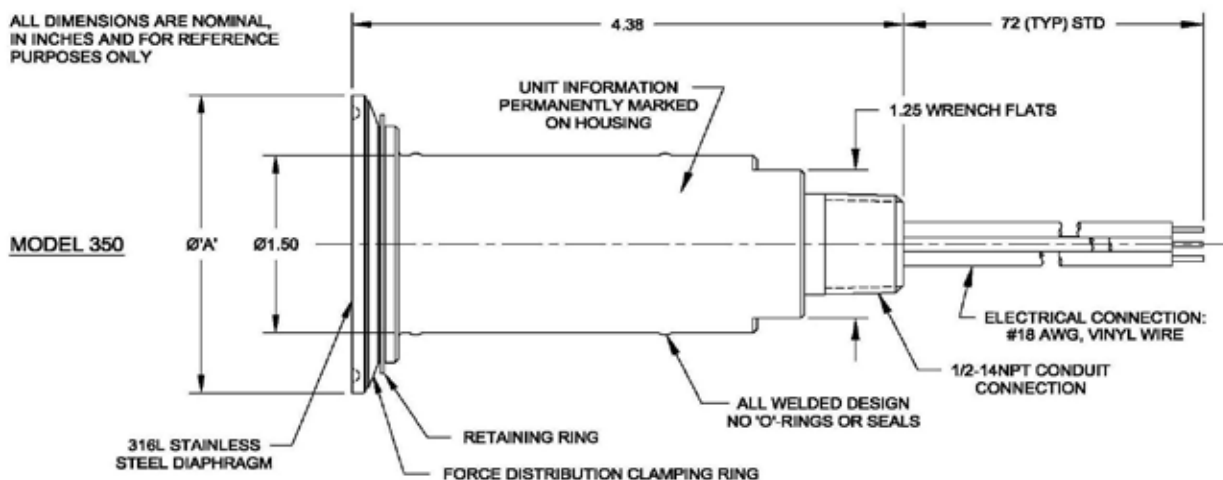 ALL DIMENSIONS ARE NOMINAL,
IN INCHES AND FOR REFERENCE
PURPOSES ONLY
4.38
72 (TYP) STD
UNIT INFORMATION
PERMANENTLY MARKED
ON HOUSING
1.25 WRENCH FLATS
MODEL 350
Ø'A'
Ø1.50
ELECTRICAL CONNECTION:
#18 AWG, VINYL WIRE
1/2-14NPT CONDUIT
CONNECTION
ALL WELDED DESIGN
NO 'O'-RINGS OR SEALS
RETAINING RING
316L STAINLESS
STEEL DIAPHRAGM
FORCE DISTRIBUTION CLAMPING RING